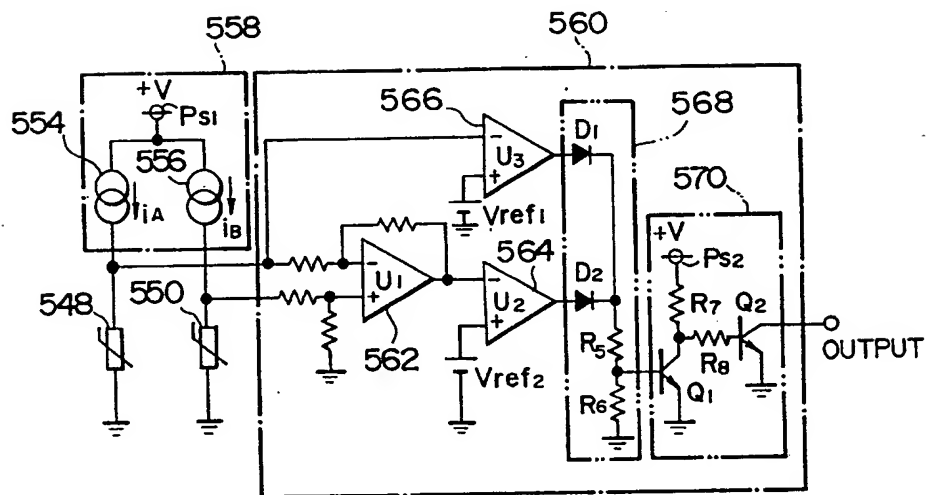 558
560
+V
Ps1
554
556
iA
iB
566
U3
D1
568
Vref1
570
+V
Ps2
U1
564
U2
D2
R7
Q2
548
550
562
R5
R8
OUTPUT
Vref2
R6
Q1